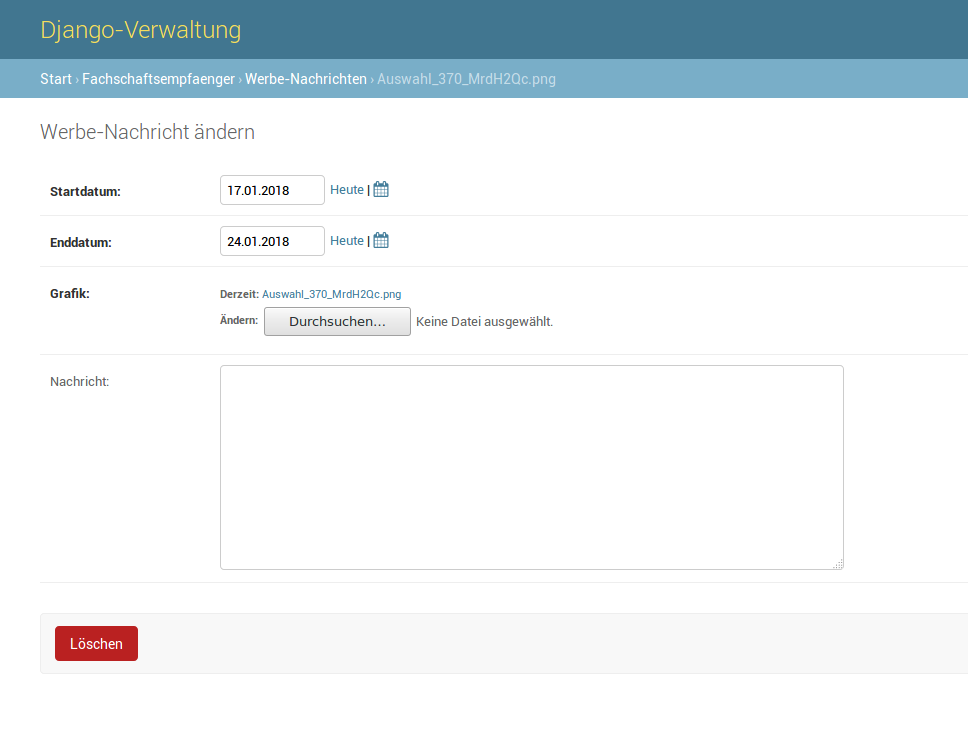 Django-Verwaltung
Start › Fachschaftsempfaenger › Werbe-Nachrichten › Auswahl_370_MrdH2Qc.png
Werbe-Nachricht ändern
Startdatum: 17.01.2018 Heute |
Enddatum: 24.01.2018 Heute |
Grafik: Derzeit: Auswahl_370_MrdH2Qc.png
Ändern: Durchsuchen... Keine Datei ausgewählt.
Nachricht:
Löschen